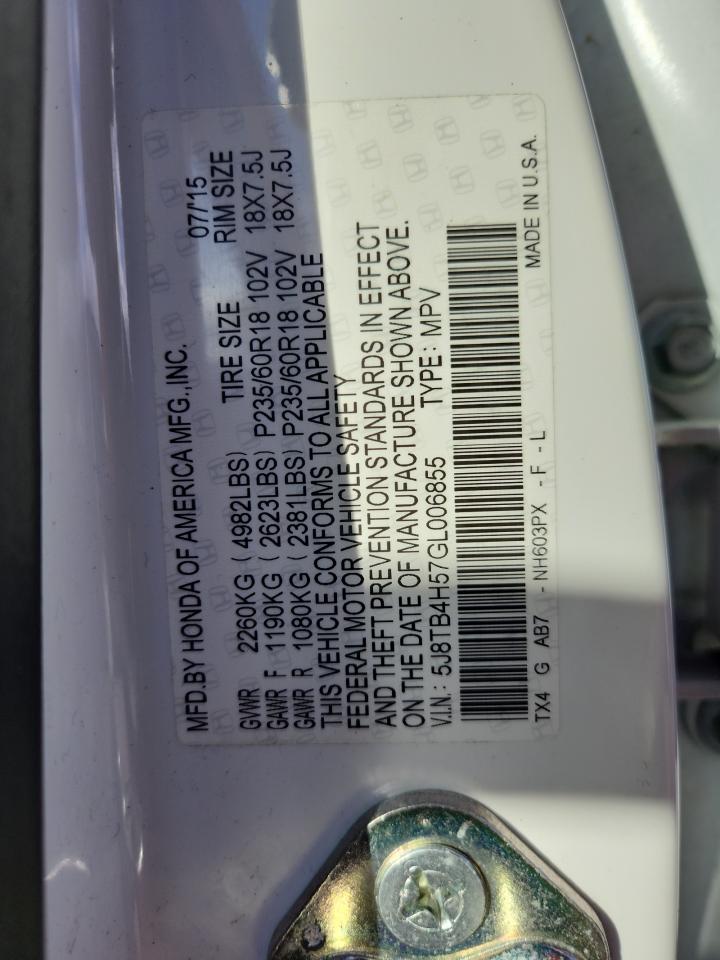 MFD.BY HONDA OF AMERICA MFG.,INC. 07/'15
GVWR 2260KG ( 4982LBS) TIRE SIZE RIM SIZE
GAWR F 1190KG ( 2623LBS) P235/60R18 102V 18X7.5J
GAWR R 1080KG ( 2381LBS) P235/60R18 102V 18X7.5J
THIS VEHICLE CONFORMS TO ALL APPLICABLE
FEDERAL MOTOR VEHICLE SAFETY
AND THEFT PREVENTION STANDARDS IN EFFECT
ON THE DATE OF MANUFACTURE SHOWN ABOVE.
V.I.N.: 5J8TB4H57GL006855 TYPE: MPV
TX4 G AB7 - NH603PX - F - L MADE IN U.S.A.